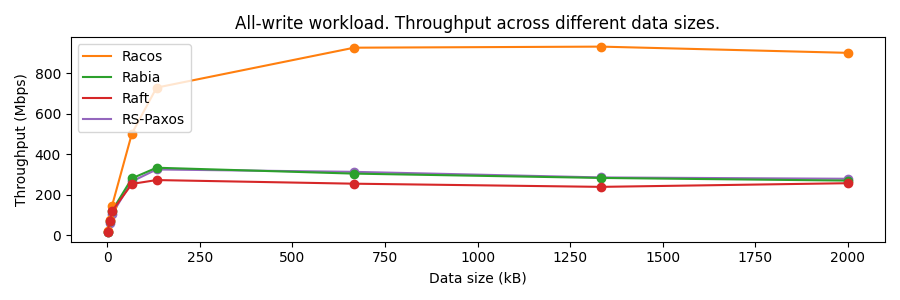 All-write workload. Throughput across different data sizes.
Throughput (Mbps)
800
600
400
200
0
Racos
Rabia
Raft
RS-Paxos
0 250 500 750 1000 1250 1500 1750 2000
Data size (kB)